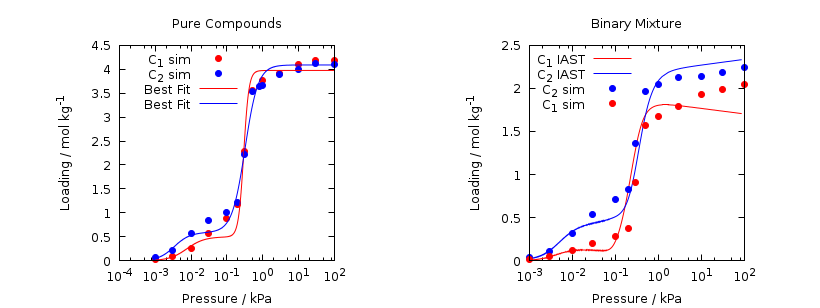 Pure Compounds
C1 sim
C2 sim
Best Fit
Best Fit
4.5
4
3.5
3
2.5
2
1.5
1
0.5
0
10-4 10-3 10-2 10-1 100 101 102
Loading / mol kg-1
Pressure / kPa
Binary Mixture
C1 IAST
C2 IAST
C2 sim
C1 sim
2.5
2
1.5
1
0.5
0
10-3 10-2 10-1 100 101 102
Loading / mol kg-1
Pressure / kPa